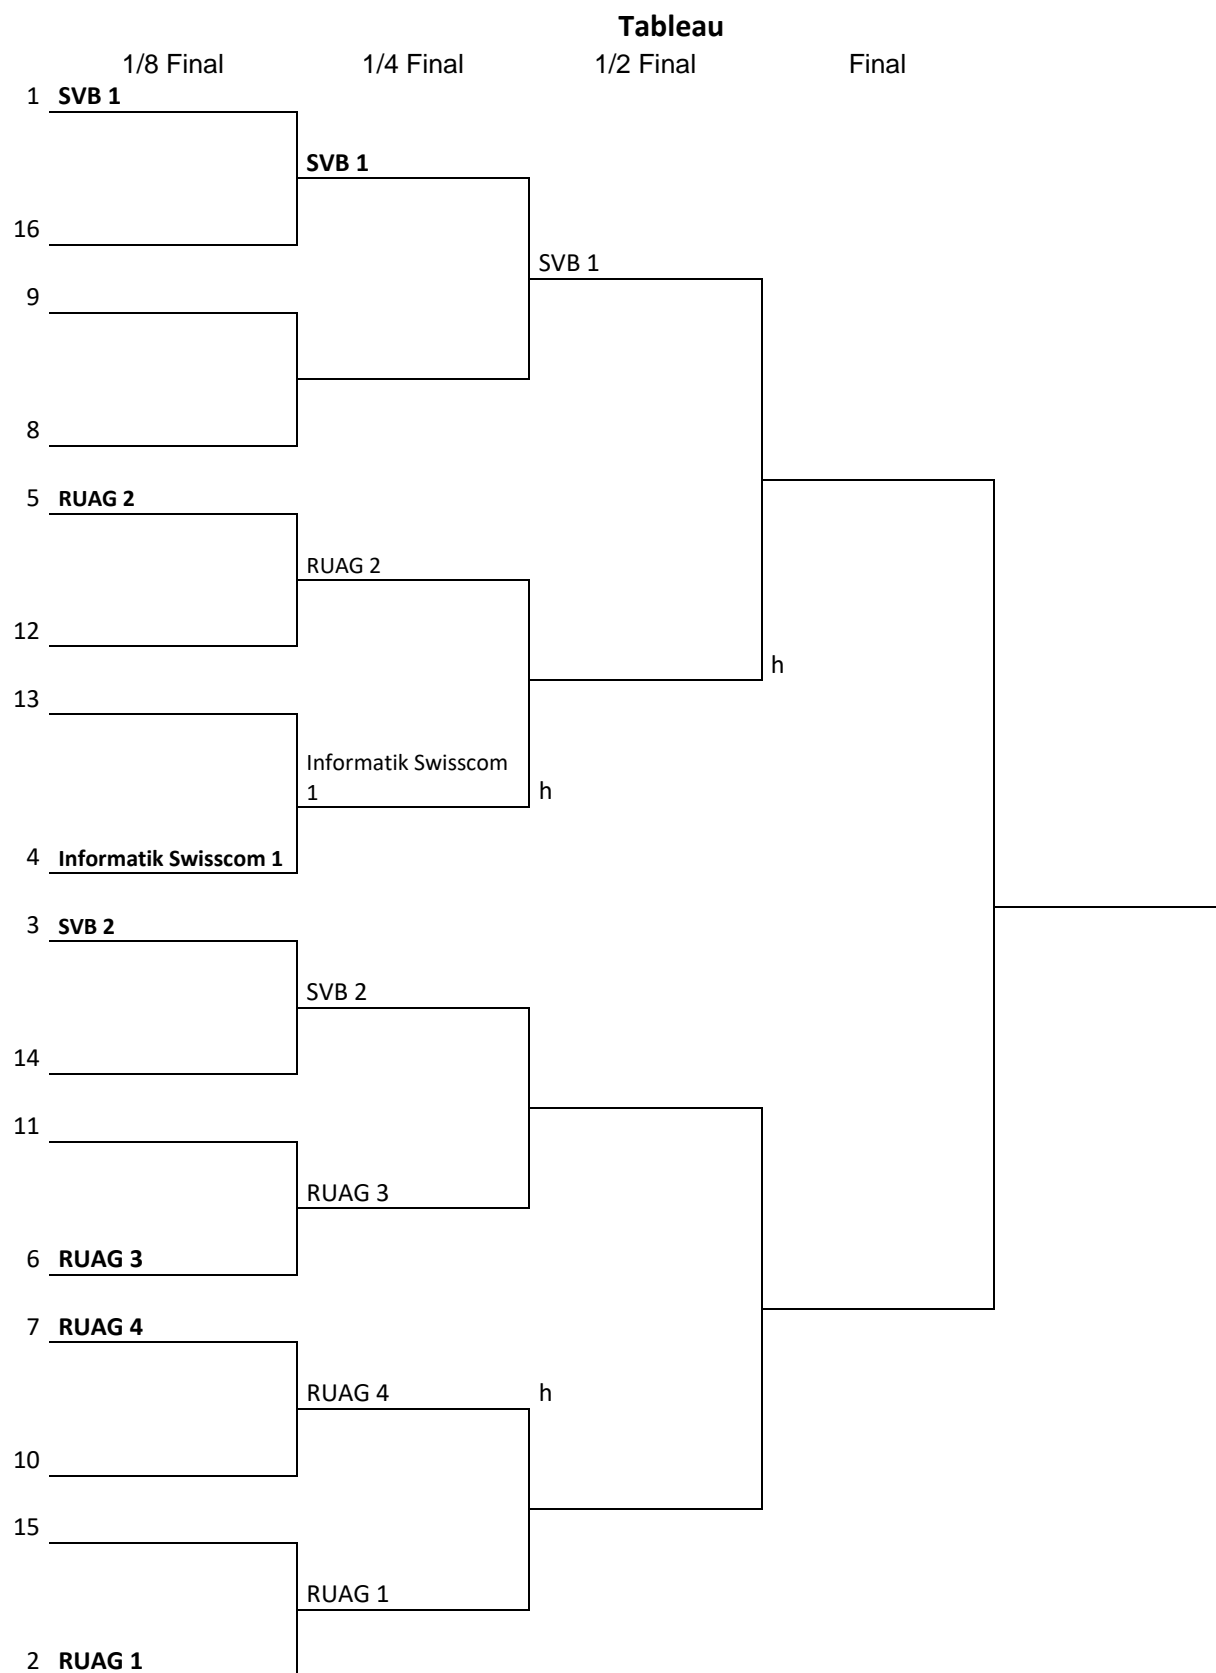 Tableau
1/8 Final 1/4 Final 1/2 Final Final
1 SVB 1
SVB 1
16
SVB 1
9
8
5 RUAG 2
RUAG 2
12
h
13
Informatik Swisscom
1
h
4 Informatik Swisscom 1
3 SVB 2
SVB 2
14
11
RUAG 3
6 RUAG 3
7 RUAG 4
RUAG 4 h
10
15
RUAG 1
2 RUAG 1